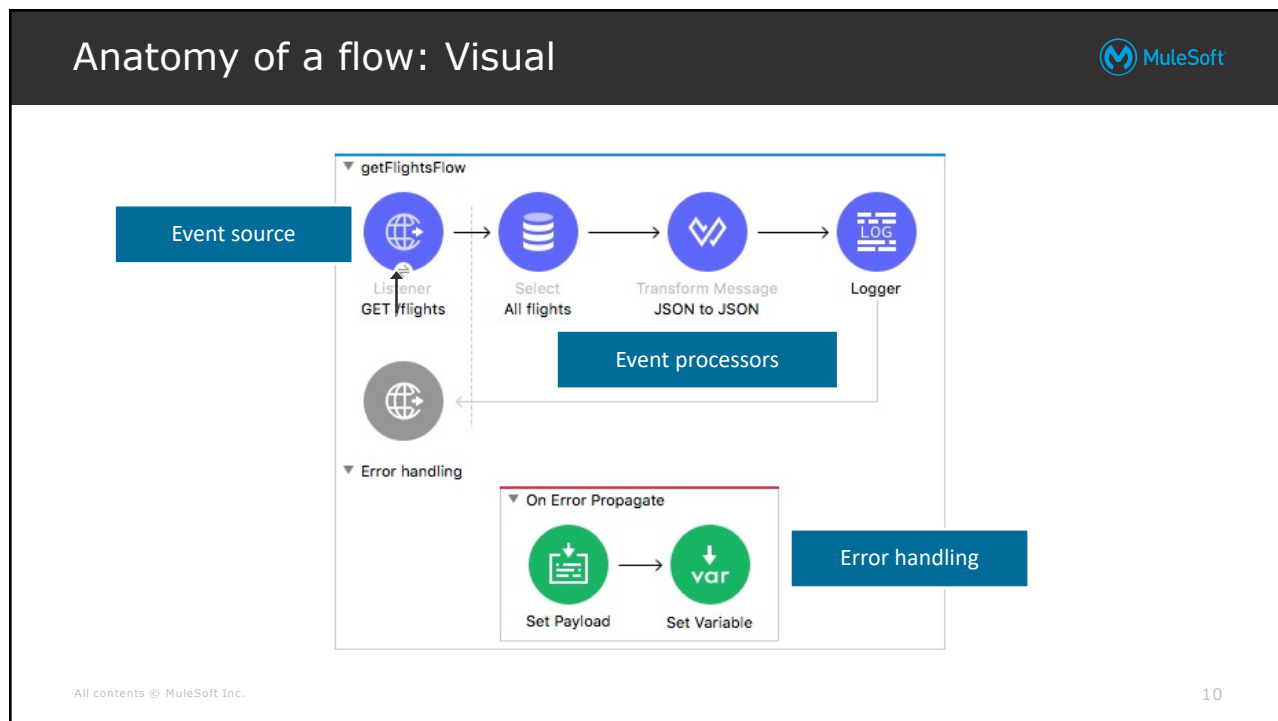 Anatomy of a flow: Visual
MuleSoft
getFlightsFlow
Event source
LOG
Listener
Select
Transform Message
Logger
GET /flights
All flights
JSON to JSON
Event processors
Error handling
On Error Propagate
Error handling
var
Set Payload
Set Variable
All contents © MuleSoft Inc.
10